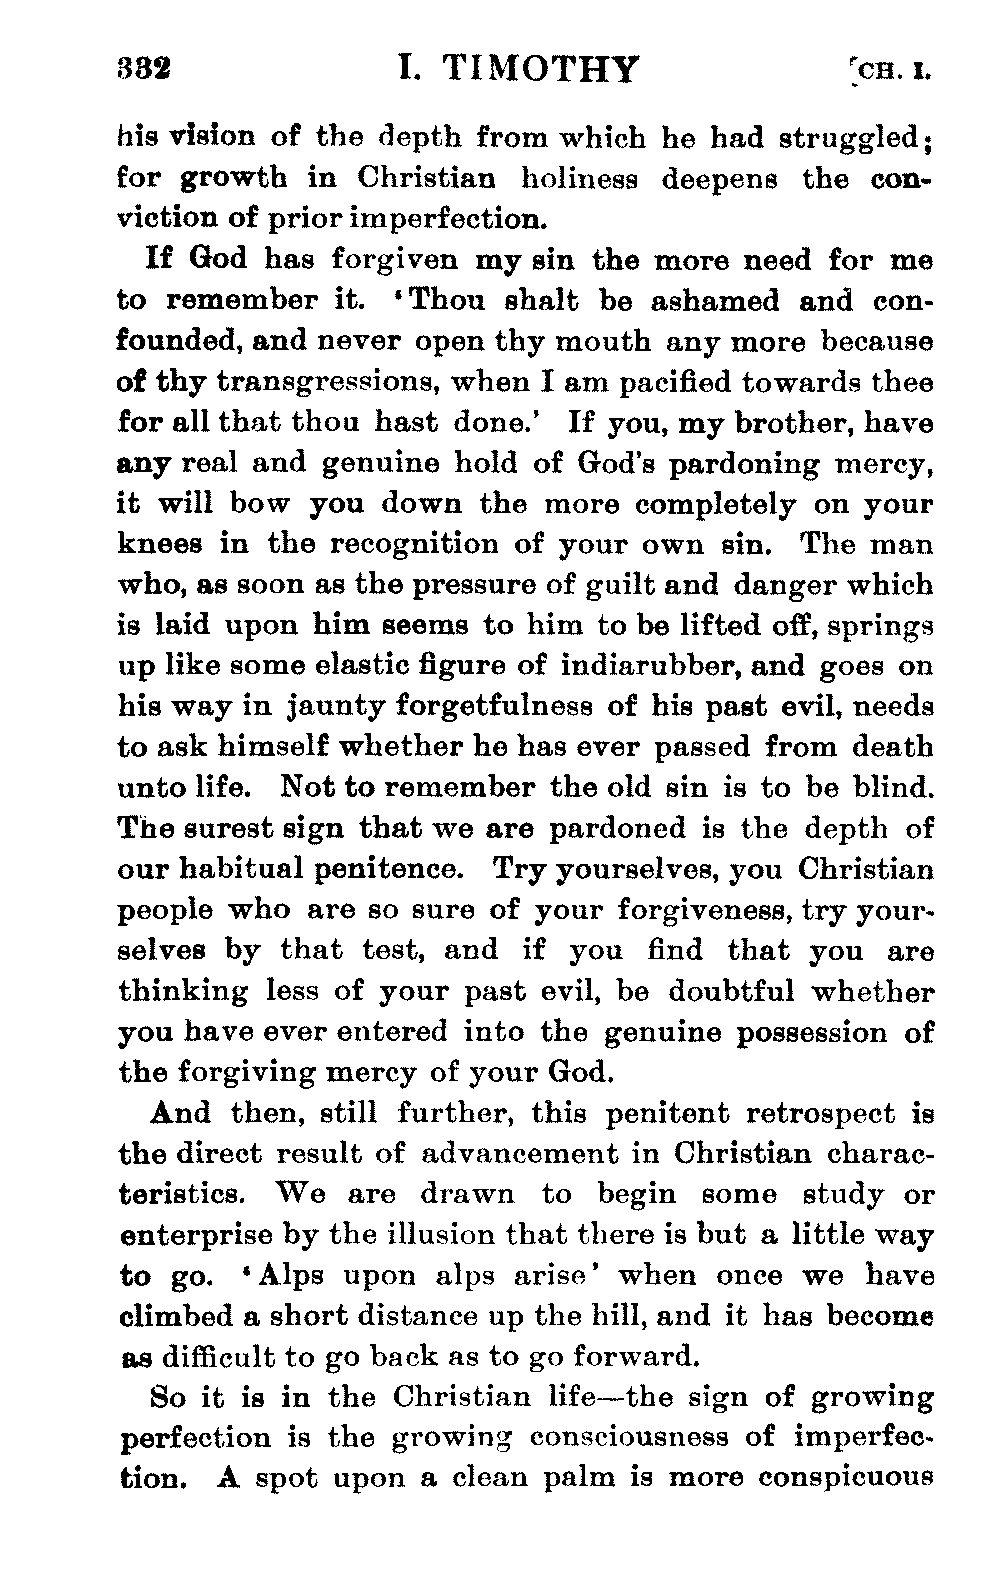 332 I. TIMOTHY [CH. I.
his vision of the depth from which he had struggled;
for growth in Christian holiness deepens the con-
viction of prior imperfection.
If God has forgiven my sin the more need for me
to remember it. ‘Thou shalt be ashamed and con-
founded, and never open thy mouth any more because
of thy transgressions, when I am pacified towards thee
for all that thou hast done.’ If you, my brother, have
any real and genuine hold of God's pardoning mercy,
it will bow you down the more completely on your
knees in the recognition of your own sin. The man
who, as soon as the pressure of guilt and danger which
is laid upon him seems to him to be lifted off, springs
up like some elastic figure of indiarubber, and goes on
his way in jaunty forgetfulness of his past evil, needs
to ask himself whether he has ever passed from death
unto life. Not to remember the old sin is to be blind.
The surest sign that we are pardoned is the depth of
our habitual penitence. Try yourselves, you Christian
people who are so sure of your forgiveness, try your-
selves by that test, and if you find that you are
thinking less of your past evil, be doubtful whether
you have ever entered into the genuine possession of
the forgiving mercy of your God.
And then, still further, this penitent retrospect is
the direct result of advancement in Christian charac-
teristics. We are drawn to begin some study or
enterprise by the illusion that there is but a little way
to go. ‘Alps upon alps arise’ when once we have
climbed a short distance up the hill, and it has become
as difficult to go back as to go forward.
So it is in the Christian life—the sign of growing
perfection is the growing consciousness of imperfec-
tion. A spot upon a clean palm is more conspicuous